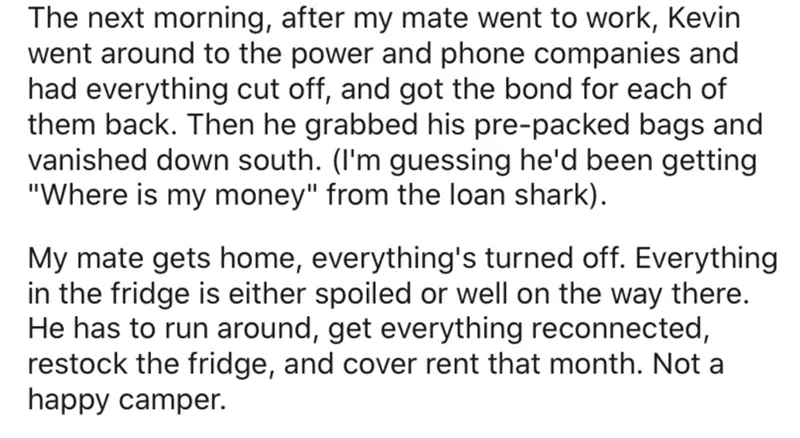 The next morning, after my mate went to work, Kevin
went around to the power and phone companies and
had everything cut off, and got the bond for each of
them back. Then he grabbed his pre-packed bags and
vanished down south. (I'm guessing he'd been getting
"Where is my money" from the loan shark).
My mate gets home, everything's turned off. Everything
in the fridge is either spoiled or well on the way there.
He has to run around, get everything reconnected,
restock the fridge, and cover rent that month. Not a
happy camper.